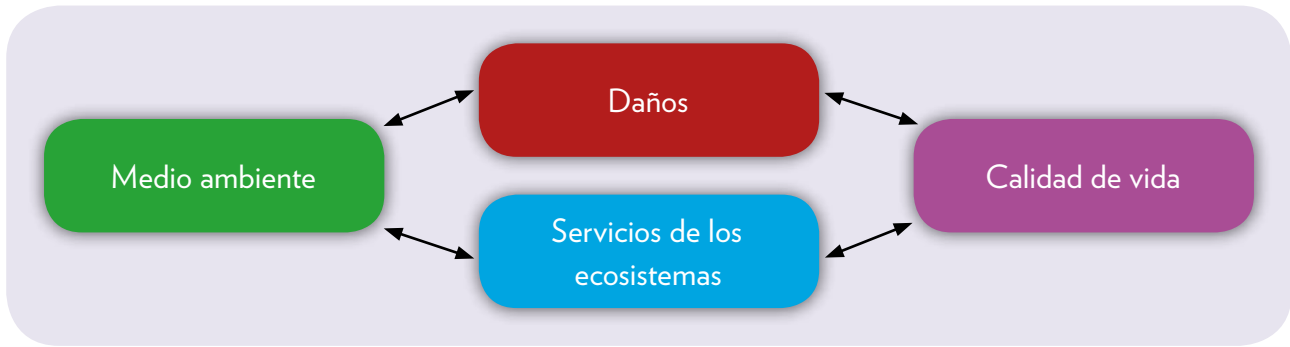 Daños
Medio ambiente
Calidad de vida
Servicios de los
ecosistemas